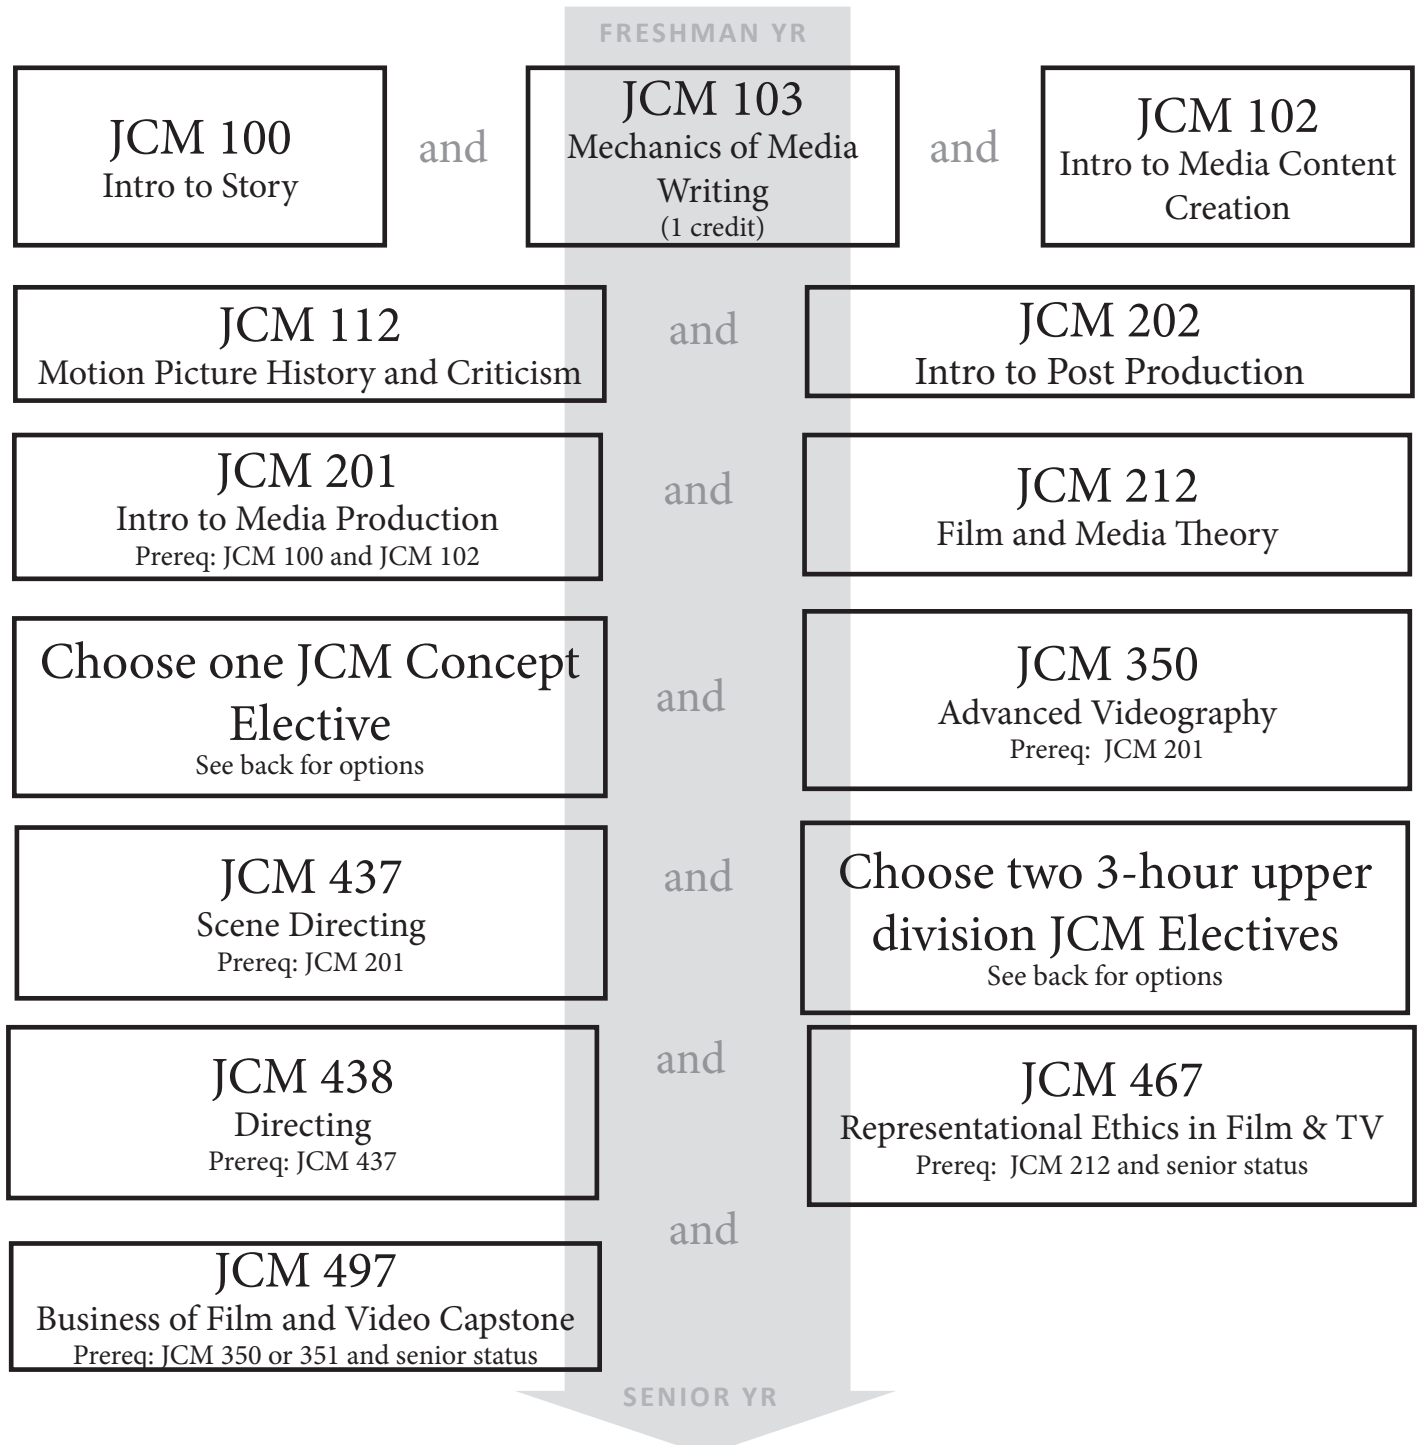 FRESHMAN YR
JCM 100
Intro to Story
and
JCM 103
Mechanics of Media
Writing
(1 credit)
and
JCM 102
Intro to Media Content
Creation
JCM 112
Motion Picture History and Criticism
and
JCM 202
Intro to Post Production
JCM 201
Intro to Media Production
Prereq: JCM 100 and JCM 102
and
JCM 212
Film and Media Theory
Choose one JCM Concept
Elective
See back for options
and
JCM 350
Advanced Videography
Prereq: JCM 201
JCM 437
Scene Directing
Prereq: JCM 201
and
Choose two 3-hour upper
division JCM Electives
See back for options
JCM 438
Directing
Prereq: JCM 437
and
JCM 467
Representational Ethics in Film & TV
Prereq: JCM 212 and senior status
and
JCM 497
Business of Film and Video Capstone
Prereq: JCM 350 or 351 and senior status
SENIOR YR